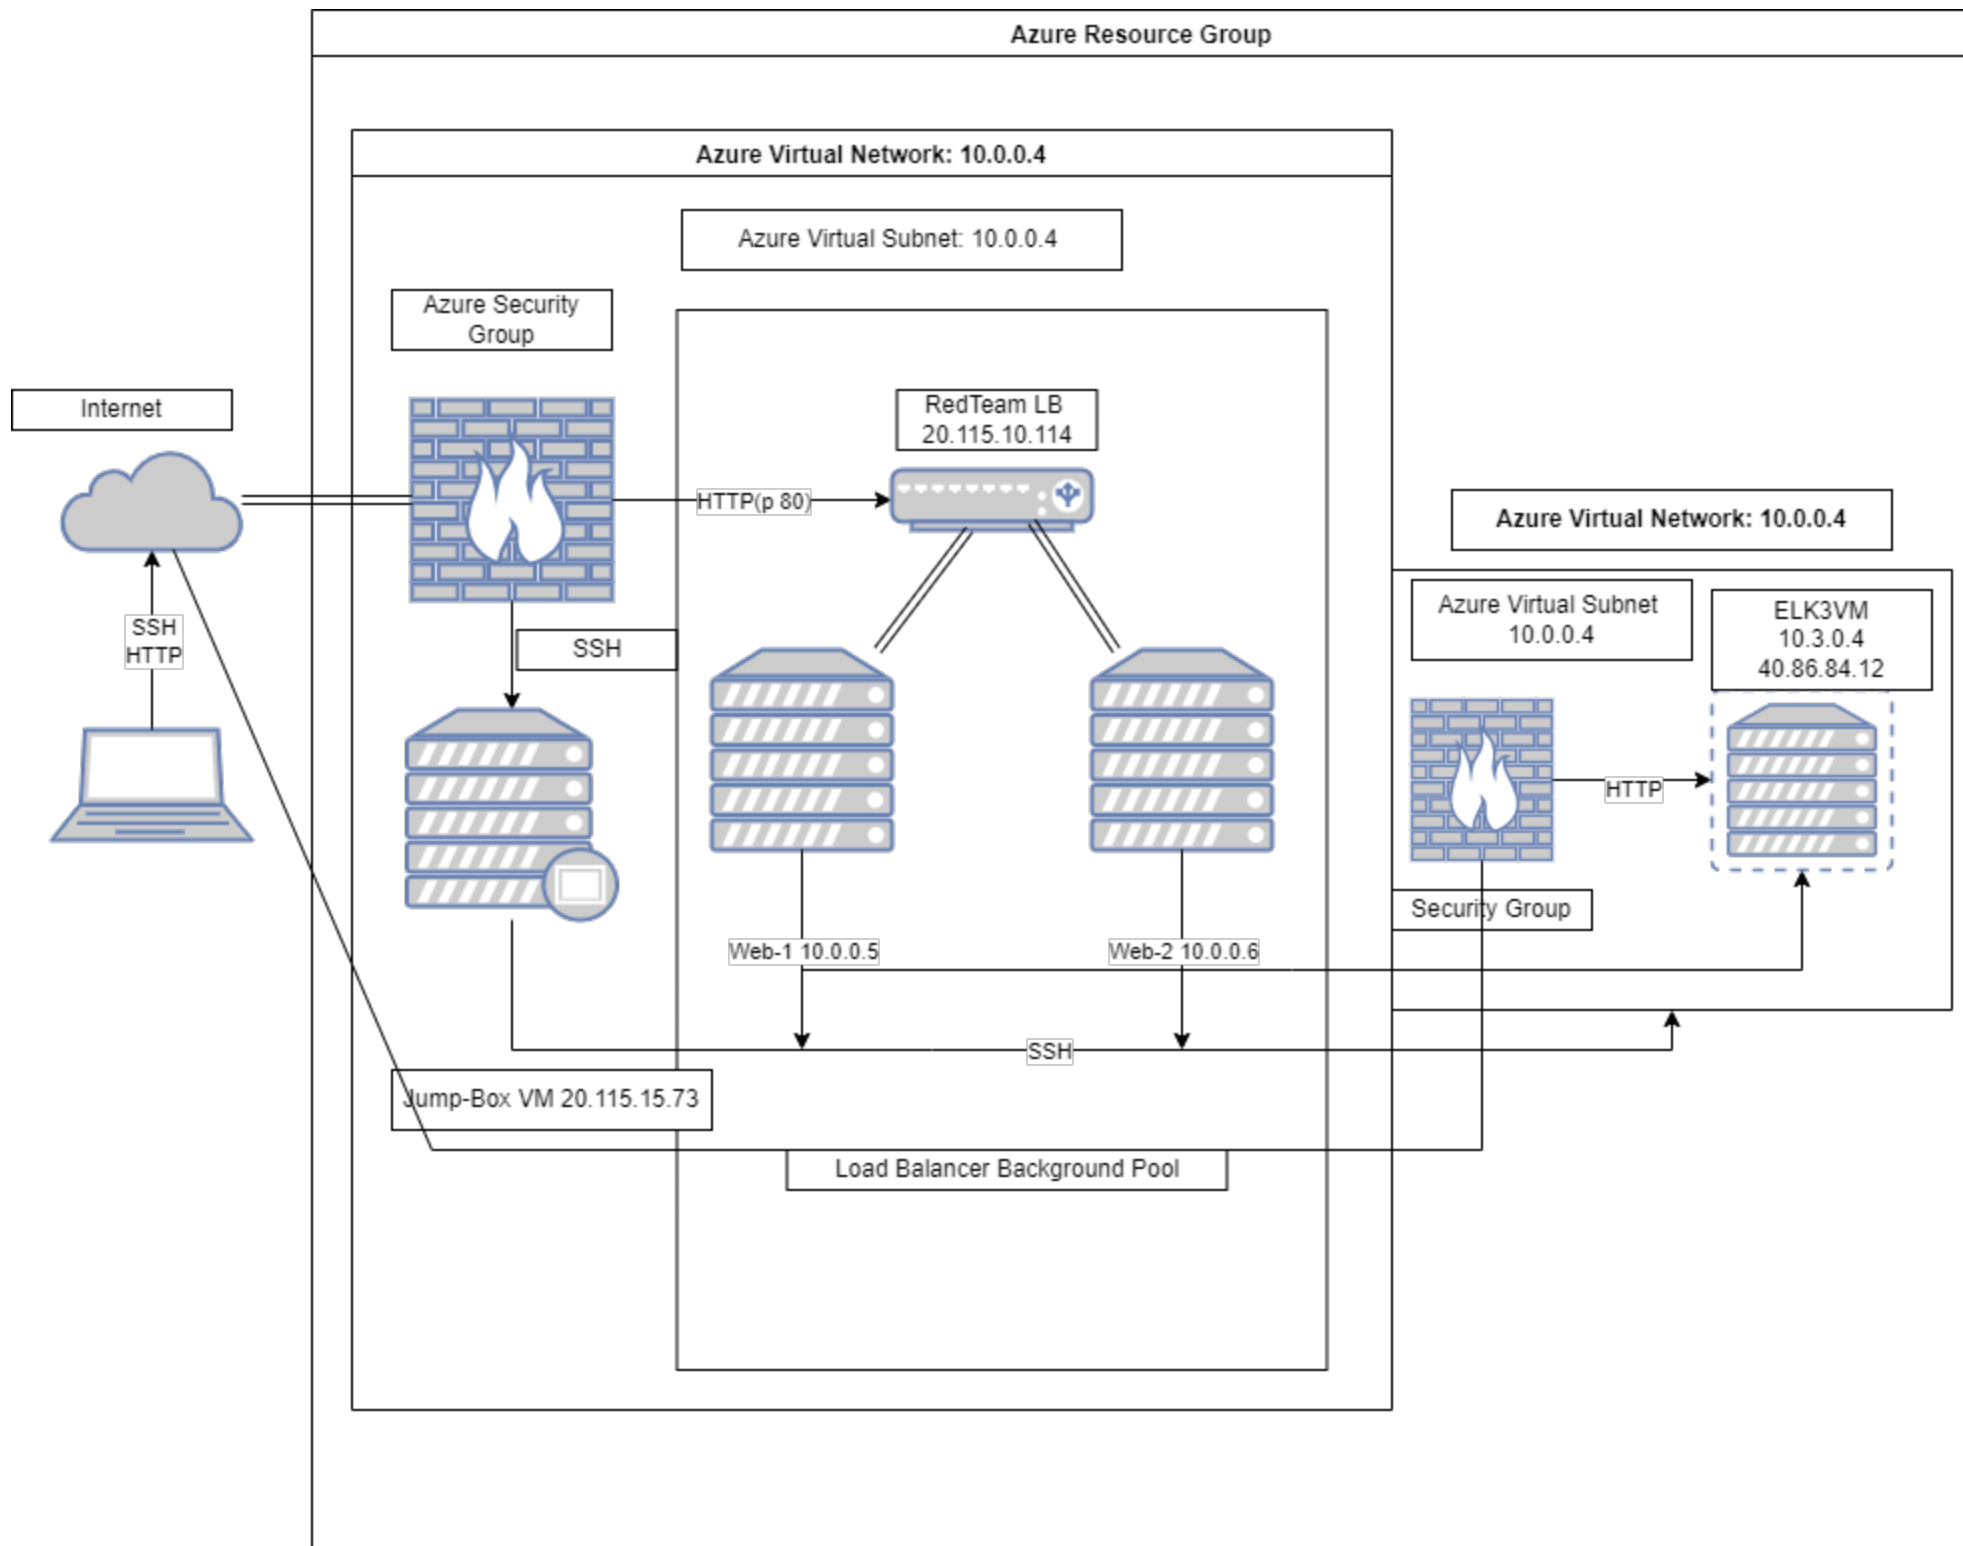 Azure Resource Group
Azure Virtual Network: 10.0.0.4
Azure Virtual Subnet: 10.0.0.4
Azure Security
Group
Internet
RedTeam LB
20.115.10.114
HTTP(p 80)
Azure Virtual Network: 10.0.0.4
Azure Virtual Subnet
10.0.0.4
ELK3VM
10.3.0.4
40.86.84.12
SSH
HTTP
SSH
HTTP
Security Group
Web-1 10.0.0.5
Web-2 10.0.0.6
SSH
Jump-Box VM 20.115.15.73
Load Balancer Background Pool